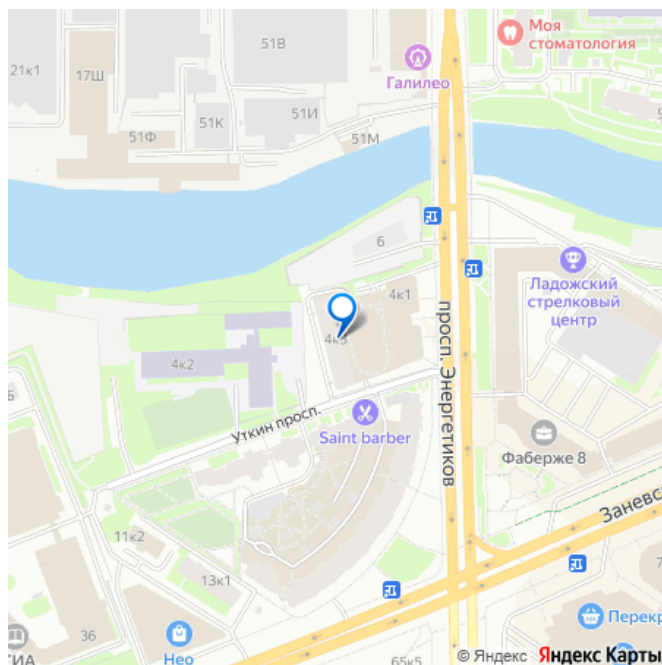 Моя
стоматология
51В
21к1
17Ш
Галилео
51И
51К
51Ф
51М
6
Ладожский
стрелковый
центр
4к1
4к3
просп. Энергетиков
4к2
Уткин просп.
Saint barber
Фаберже 8
Заневс
11к2
13к1
36
Нео
Перекр
65к5
© Яндекс Яндекс Карты